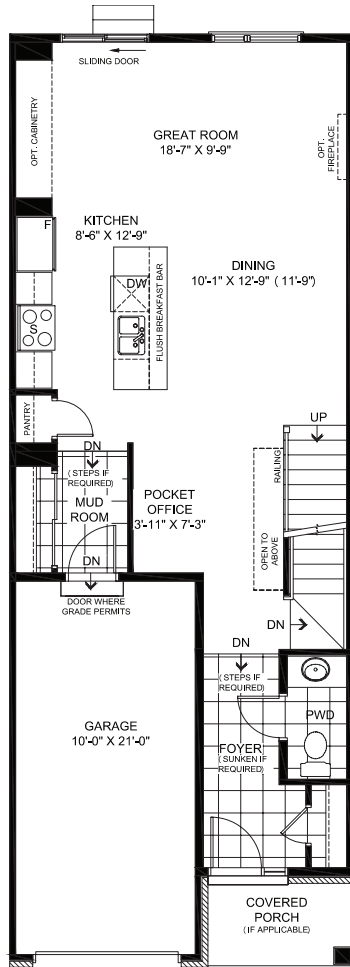 SLIDING DOOR
GREAT ROOM
18'-7" X 9'-9"
OPT. CABINETRY
OPT.
FIREPLACE
F
KITCHEN
8'-6" X 12'-9"
DINING
10'-1" X 12'-9" ( 11'-9")
DW
FLUSH BREAKFAST BAR
S
PANTRY
UP
DN
(STEPS IF
REQUIRED)
MUD
ROOM
DN
POCKET
OFFICE
3'-11" X 7'-3"
RAILING
OPEN TO
ABOVE
DOOR WHERE
GRADE PERMITS
DN
DN
(STEPS IF
REQUIRED)
PWD
GARAGE
10'-0" X 21'-0"
FOYER
( SUNKEN IF
REQUIRED)
COVERED
PORCH
(IF APPLICABLE)